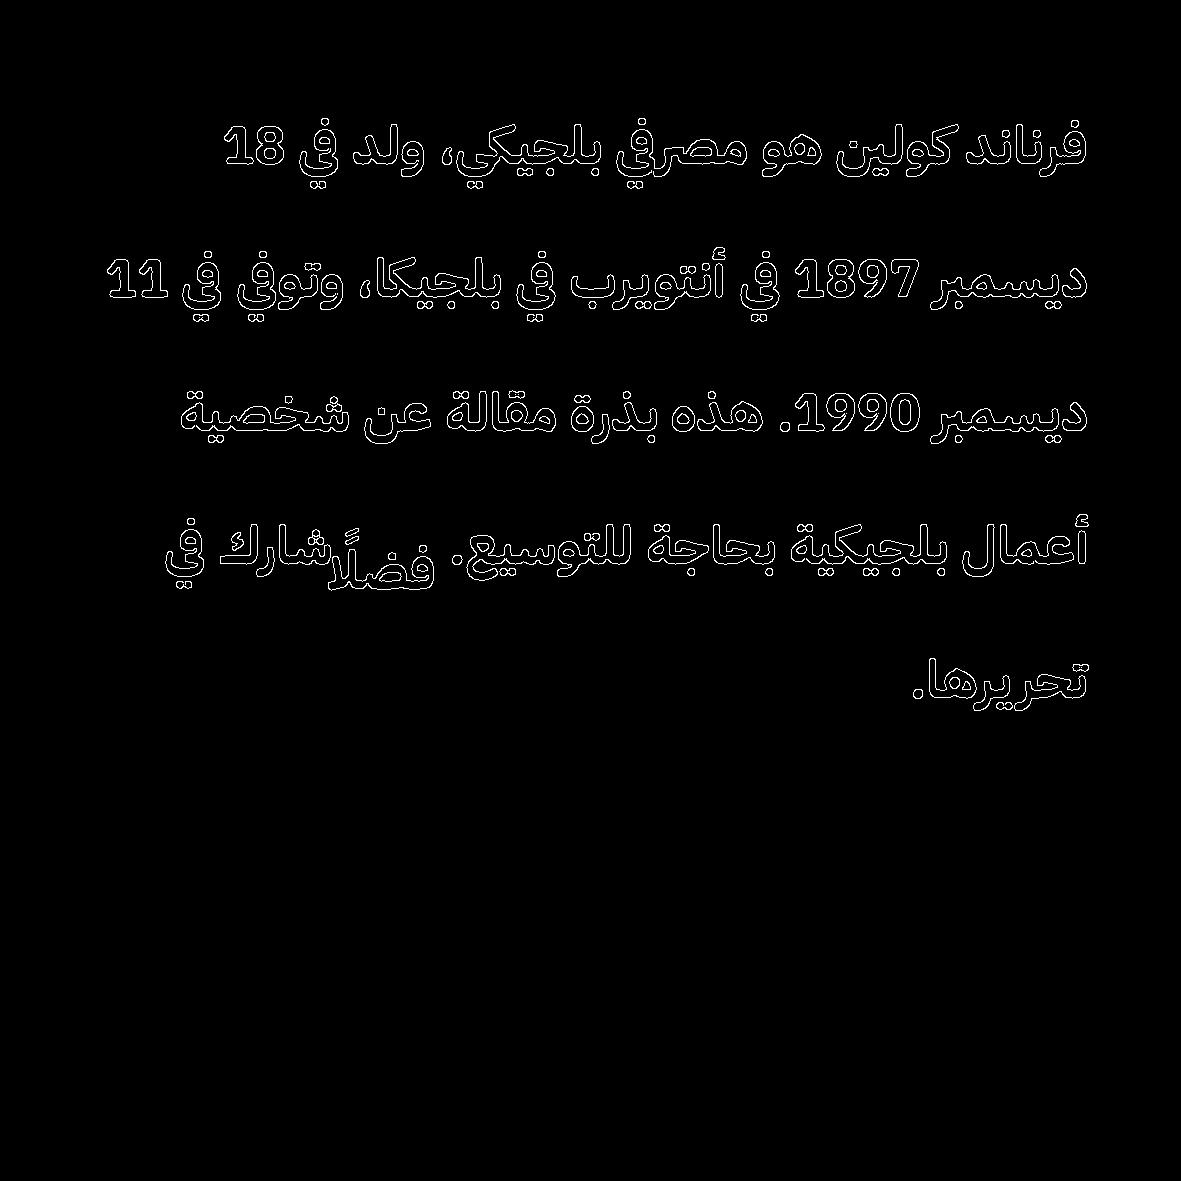 فرناند كولين هو مصرفي بلجيكي، ولد في 18
ديسمبر 1897 في أنتويرب في بلجيكا، وتوفي في 11
ديسمبر 1990. هذه بذرة مقالة عن شخصية
أعمال بلجيكية بحاجة للتوسيع. فضلًا شارك في
تحريرها.